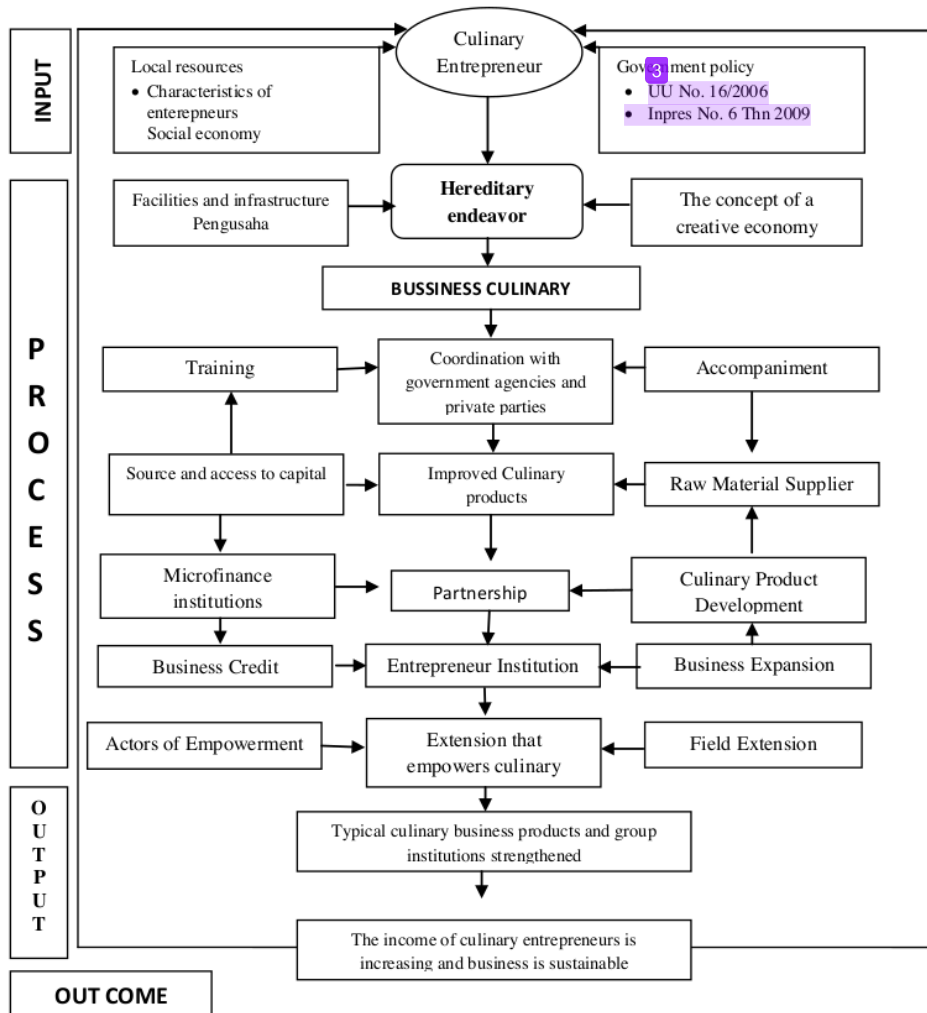 INPUT
Culinary
Entrepreneur
Local resources
• Characteristics of
enterepneurs
Social economy
Government policy
3
• UU No. 16/2006
• Inpres No. 6 Thn 2009
PROCESS
Facilities and infrastructure
Pengusaha
Hereditary
endeavor
The concept of a
creative economy
BUSSINESS CULINARY
Training
Coordination with
government agencies and
private parties
Accompaniment
Source and access to capital
Improved Culinary
products
Raw Material Supplier
Microfinance
institutions
Partnership
Culinary Product
Development
Business Credit
Entrepreneur Institution
Business Expansion
Actors of Empowerment
Extension that
empowers culinary
Field Extension
OUTPUT
Typical culinary business products and group
institutions strengthened
The income of culinary entrepreneurs is
increasing and business is sustainable
OUT COME